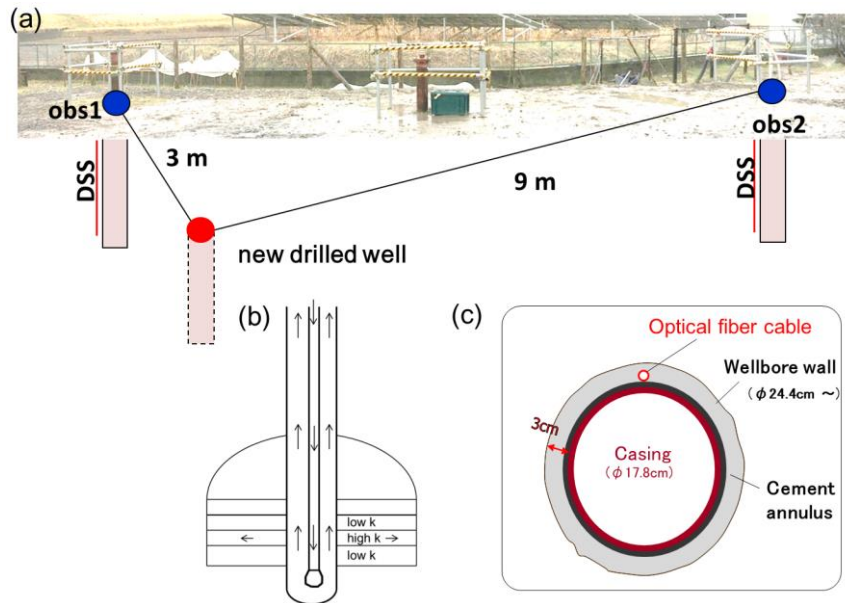 (a)
obs1
obs2
3 m
9 m
DSS
DSS
new drilled well
(b)
low k
high k
low k
(c)
Optical fiber cable
Wellbore wall
(ϕ 24.4cm ~)
3cm
Casing
(ϕ 17.8cm)
Cement
annulus